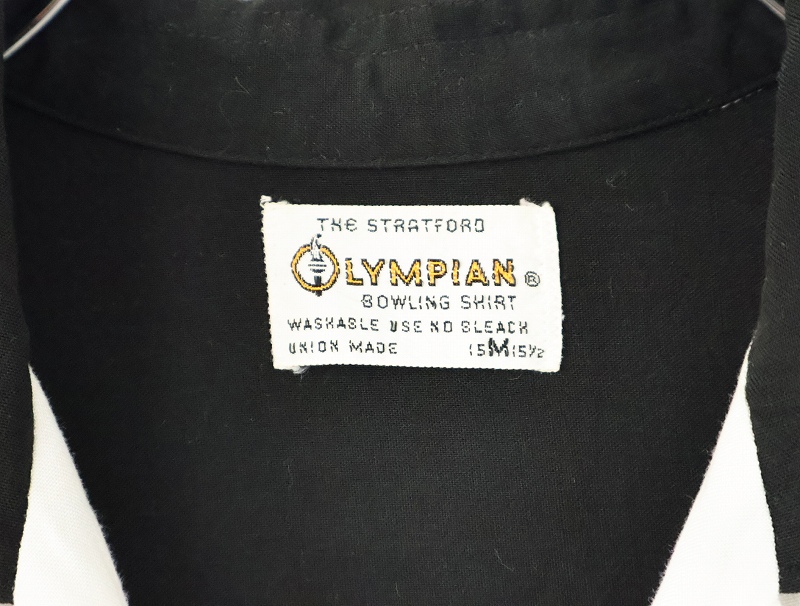 THE STRATFORD
OLYMPIAN ®
BOWLING SHIRT
WASHABLE USE NO BLEACH
UNION MADE 15 M 15½